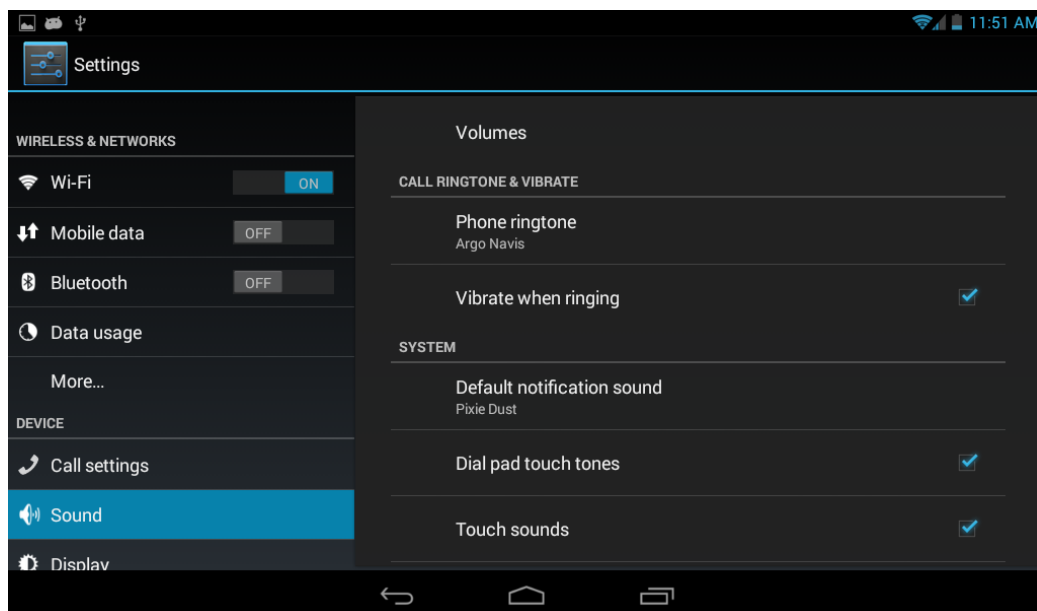 11:51 AM
Settings
WIRELESS & NETWORKS
Wi-Fi
ON
Mobile data
OFF
Bluetooth
OFF
Data usage
More...
DEVICE
Call settings
Sound
Display
Volumes
CALL RINGTONE & VIBRATE
Phone ringtone
Argo Navis
Vibrate when ringing
SYSTEM
Default notification sound
Pixie Dust
Dial pad touch tones
Touch sounds